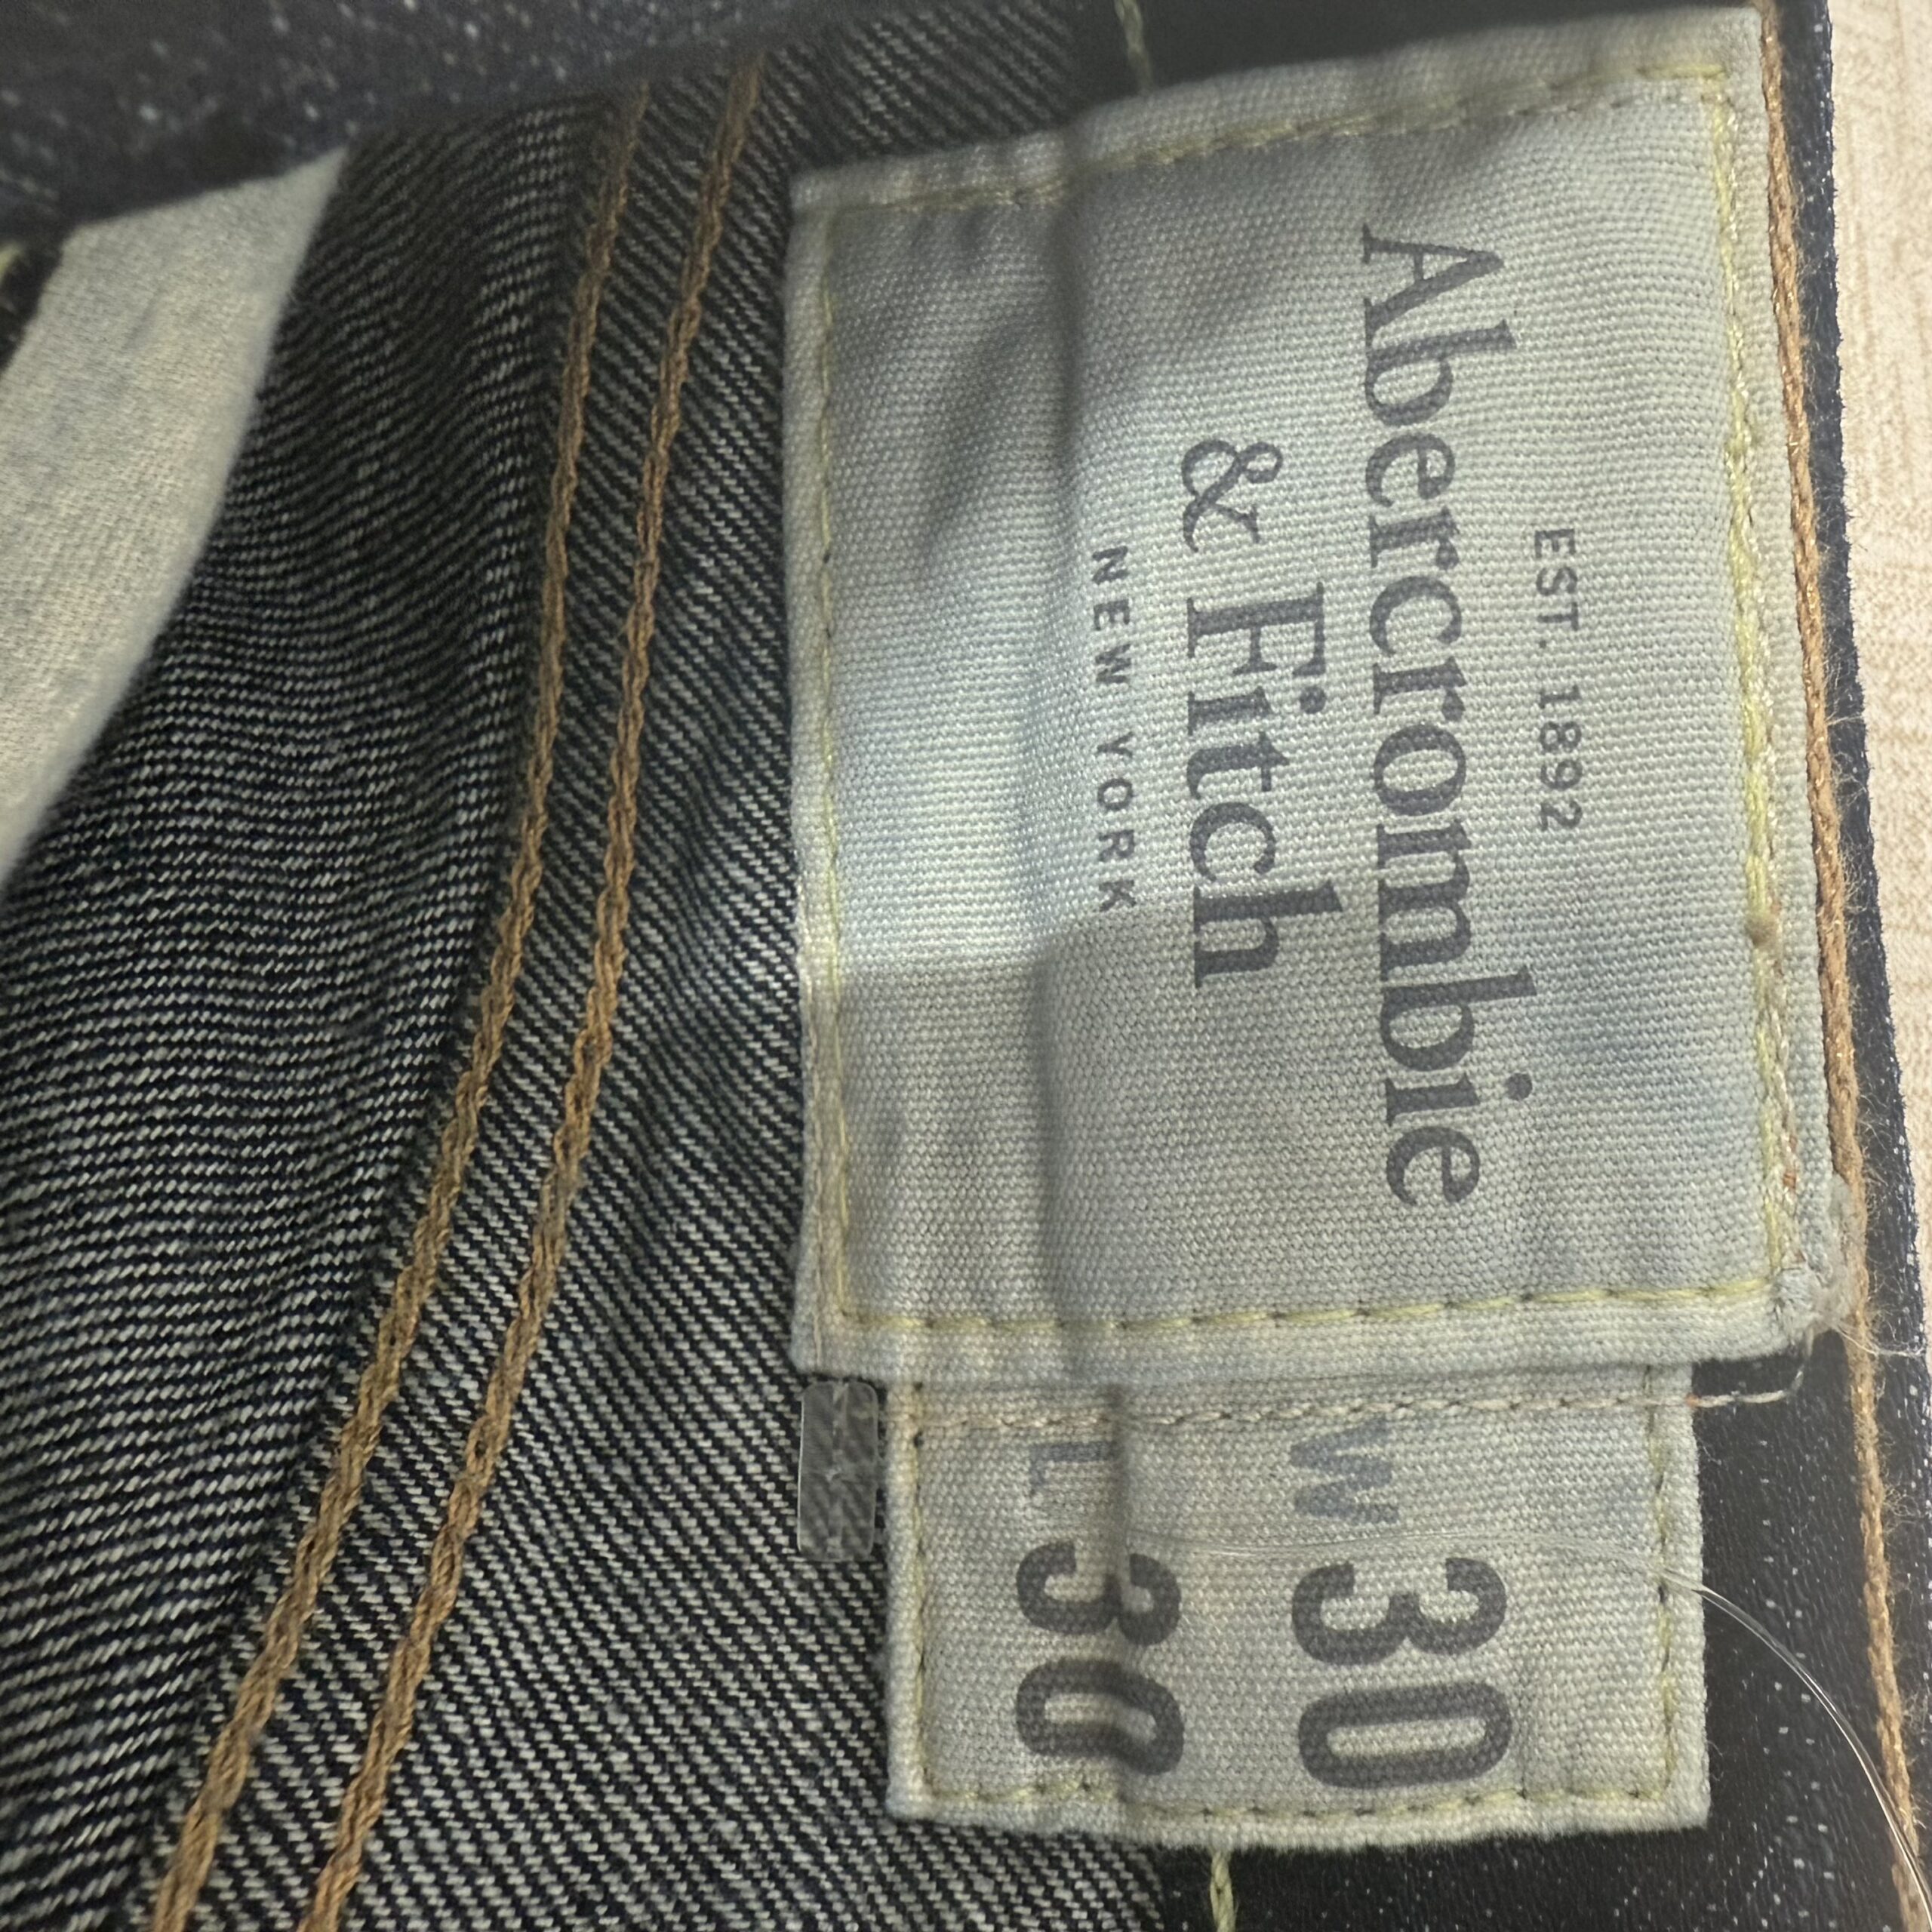 EST. 1892
Abercrombie
& Fitch
NEW YORK
W 30
L 30